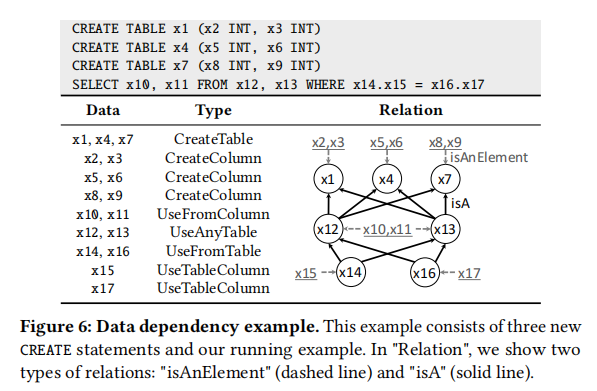 CREATE TABLE x1 (x2 INT, x3 INT)
CREATE TABLE x4 (x5 INT, x6 INT)
CREATE TABLE x7 (x8 INT, x9 INT)
SELECT x10, x11 FROM x12, x13 WHERE x14.x15 = x16.x17
Data Type Relation
x1, x4, x7 CreateTable
x2, x3 CreateColumn
x5, x6 CreateColumn
x8, x9 CreateColumn
x10, x11 UseFromColumn
x12, x13 UseAnyTable
x14, x16 UseFromTable
x15 UseTableColumn
x17 UseTableColumn
x2,x3 x5,x6 x8,x9
isAnElement
x1 x4 x7
isA
x12 x10,x11 x13
x15 x14 x16 x17
Figure 6: Data dependency example. This example consists of three new
CREATE statements and our running example. In "Relation", we show two
types of relations: "isAnElement" (dashed line) and "isA" (solid line).